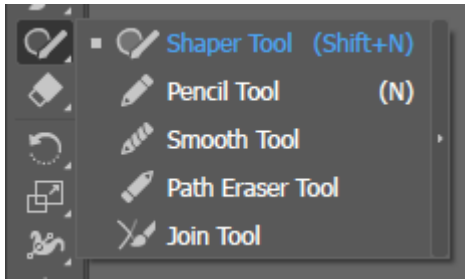 Shaper Tool (Shift+N)
Pencil Tool (N)
Smooth Tool
Path Eraser Tool
Join Tool